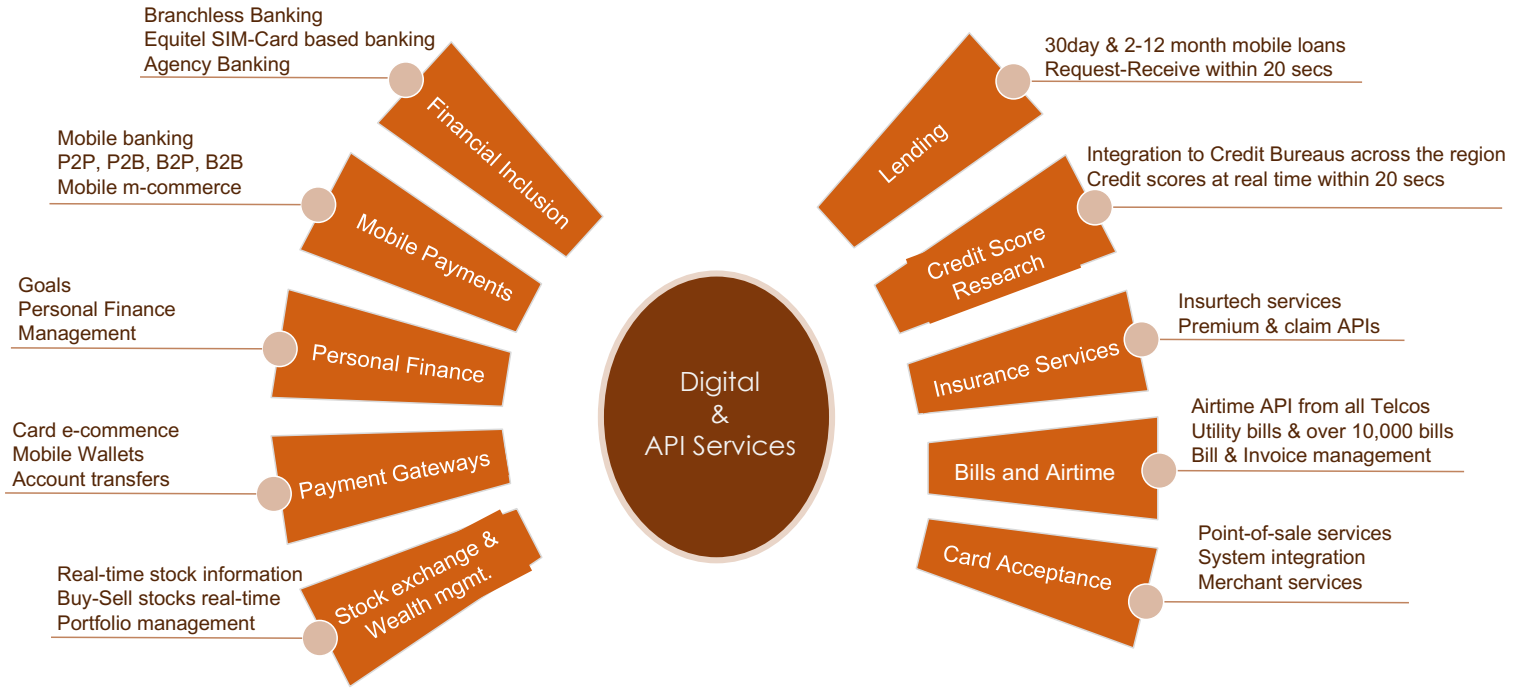 Branchless Banking
Equitel SIM-Card based banking
Agency Banking
Financial Inclusion
Mobile banking
P2P, P2B, B2P, B2B
Mobile m-commerce
Mobile Payments
Goals
Personal Finance
Management
Personal Finance
Card e-commence
Mobile Wallets
Account transfers
Payment Gateways
Real-time stock information
Buy-Sell stocks real-time
Portfolio management
Stock exchange &
Wealth mgmt.
Digital
&
API Services
30day & 2-12 month mobile loans
Request-Receive within 20 secs
Lending
Integration to Credit Bureaus across the region
Credit scores at real time within 20 secs
Credit Score
Research
Insurtech services
Premium & claim APIs
Insurance Services
Airtime API from all Telcos
Utility bills & over 10,000 bills
Bill & Invoice management
Bills and Airtime
Point-of-sale services
System integration
Merchant services
Card Acceptance